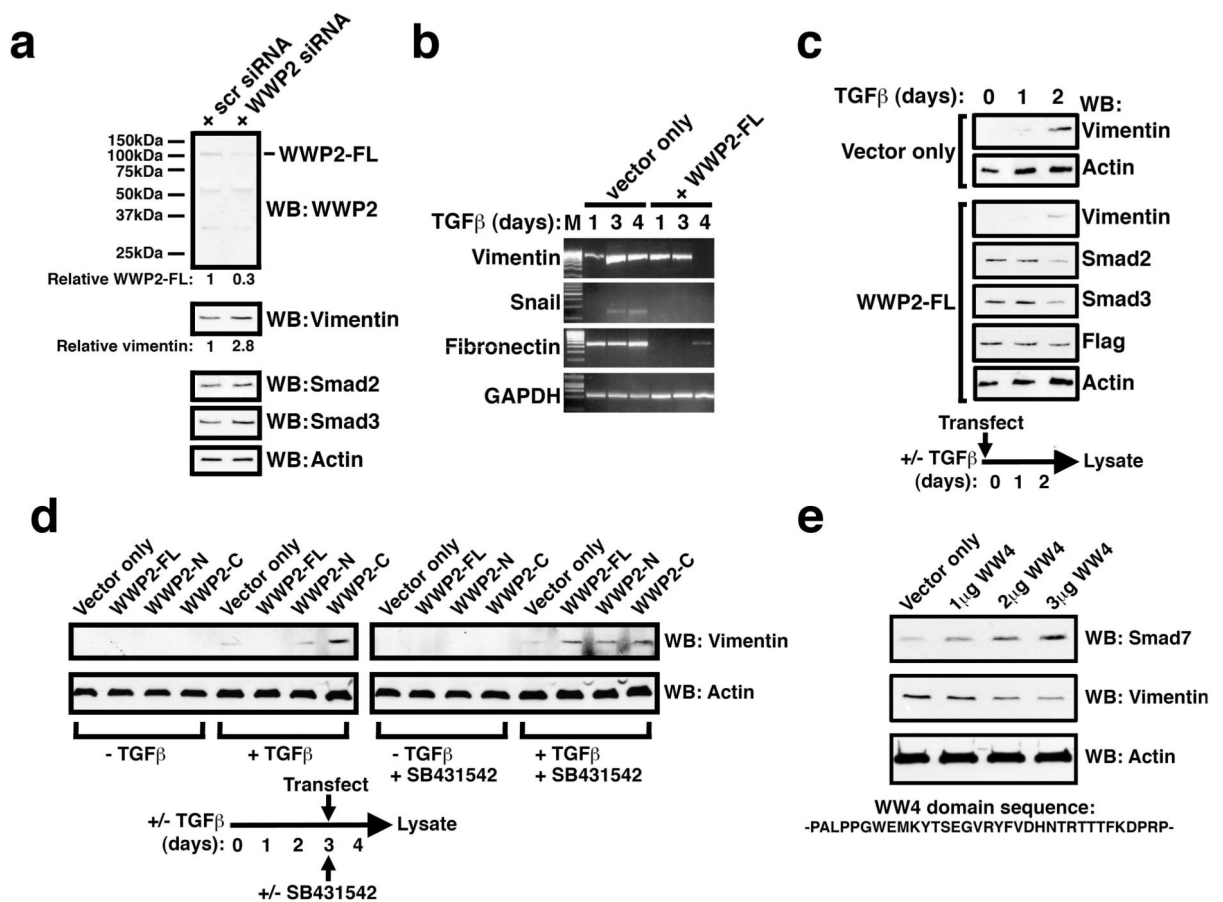 a
+ scr siRNA
+ WWP2 siRNA
150kDa
100kDa
75kDa
50kDa
37kDa
25kDa
WWP2-FL
WB: WWP2
Relative WWP2-FL: 1 0.3
WB: Vimentin
Relative vimentin: 1 2.8
WB: Smad2
WB: Smad3
WB: Actin
b
vector only
+ WWP2-FL
TGFβ (days): M 1 3 4 1 3 4
Vimentin
Snail
Fibronectin
GAPDH
c
TGFβ (days): 0 1 2 WB:
Vector only
Vimentin
Actin
WWP2-FL
Vimentin
Smad2
Smad3
Flag
Actin
Transfect
+/- TGFβ
Lysate
(days): 0 1 2
d
Vector only
WWP2-FL
WWP2-N
WWP2-C
Vector only
WWP2-FL
WWP2-N
WWP2-C
Vector only
WWP2-FL
WWP2-N
WWP2-C
Vector only
WWP2-FL
WWP2-N
WWP2-C
WB: Vimentin
WB: Actin
- TGFβ
+ TGFβ
- TGFβ
+ SB431542
+ TGFβ
+ SB431542
Transfect
+/- TGFβ
Lysate
(days): 0 1 2 3 4
+/- SB431542
e
Vector only
1μg WW4
2μg WW4
3μg WW4
WB: Smad7
WB: Vimentin
WB: Actin
WW4 domain sequence:
-PALPPGWEMKYTSEGVRYFVDHNTRTTTFKDPRP-